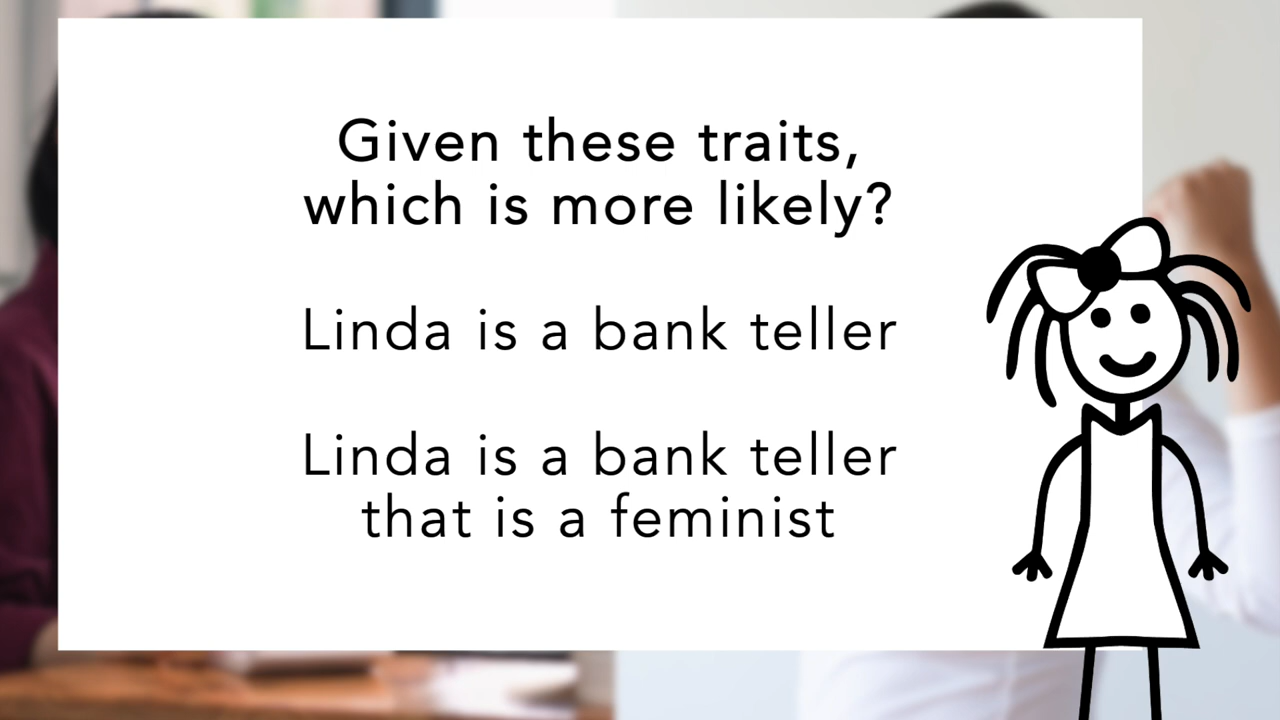 Given these traits,
which is more likely?
Linda is a bank teller
Linda is a bank teller
that is a feminist